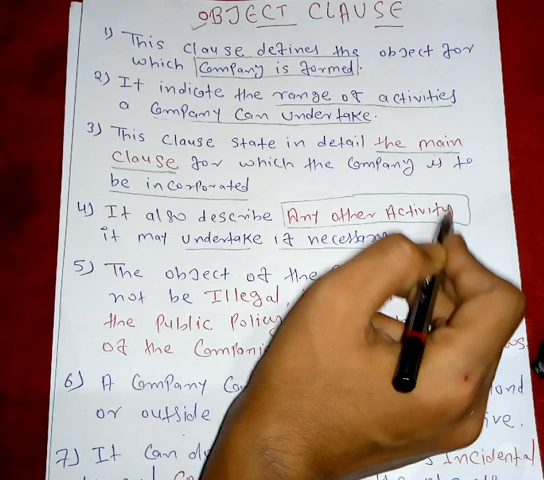 OBJECT CLAUSE
1) This clause defines the object for
which Company is formed.
2) It indicate the range of activities
a Company Can undertake.
3) This Clause State in detail the main
Clause for which the Company is to
be incorporated
4) It also describe Any other Activity
it may undertake if necessary
5) The object of the
not be Illegal,
the Public Policy
of the
6) A Company
or outside
7) It Can Incidental